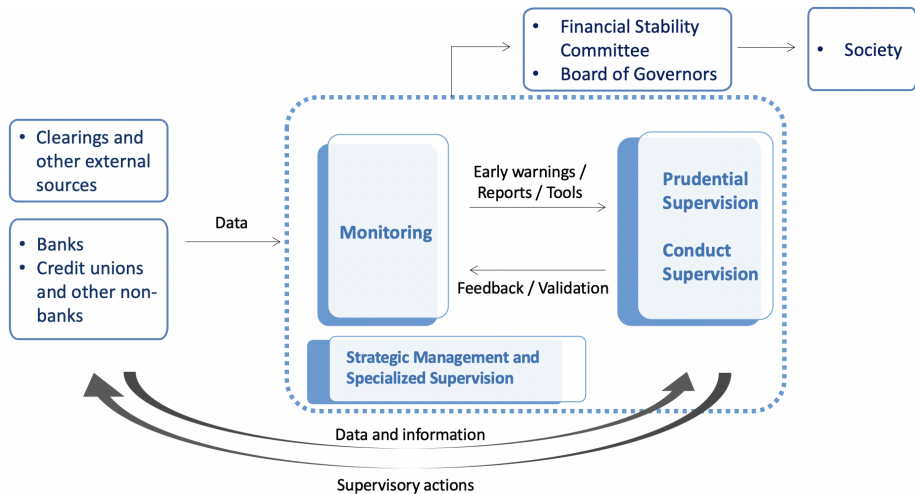 • Financial Stability
Committee
• Board of Governors
• Society
• Clearings and
other external
sources
• Banks
• Credit unions
and other non-
banks
Data
Monitoring
Early warnings /
Reports / Tools
Feedback / Validation
Prudential
Supervision
Conduct
Supervision
Strategic Management and
Specialized Supervision
Data and information
Supervisory actions